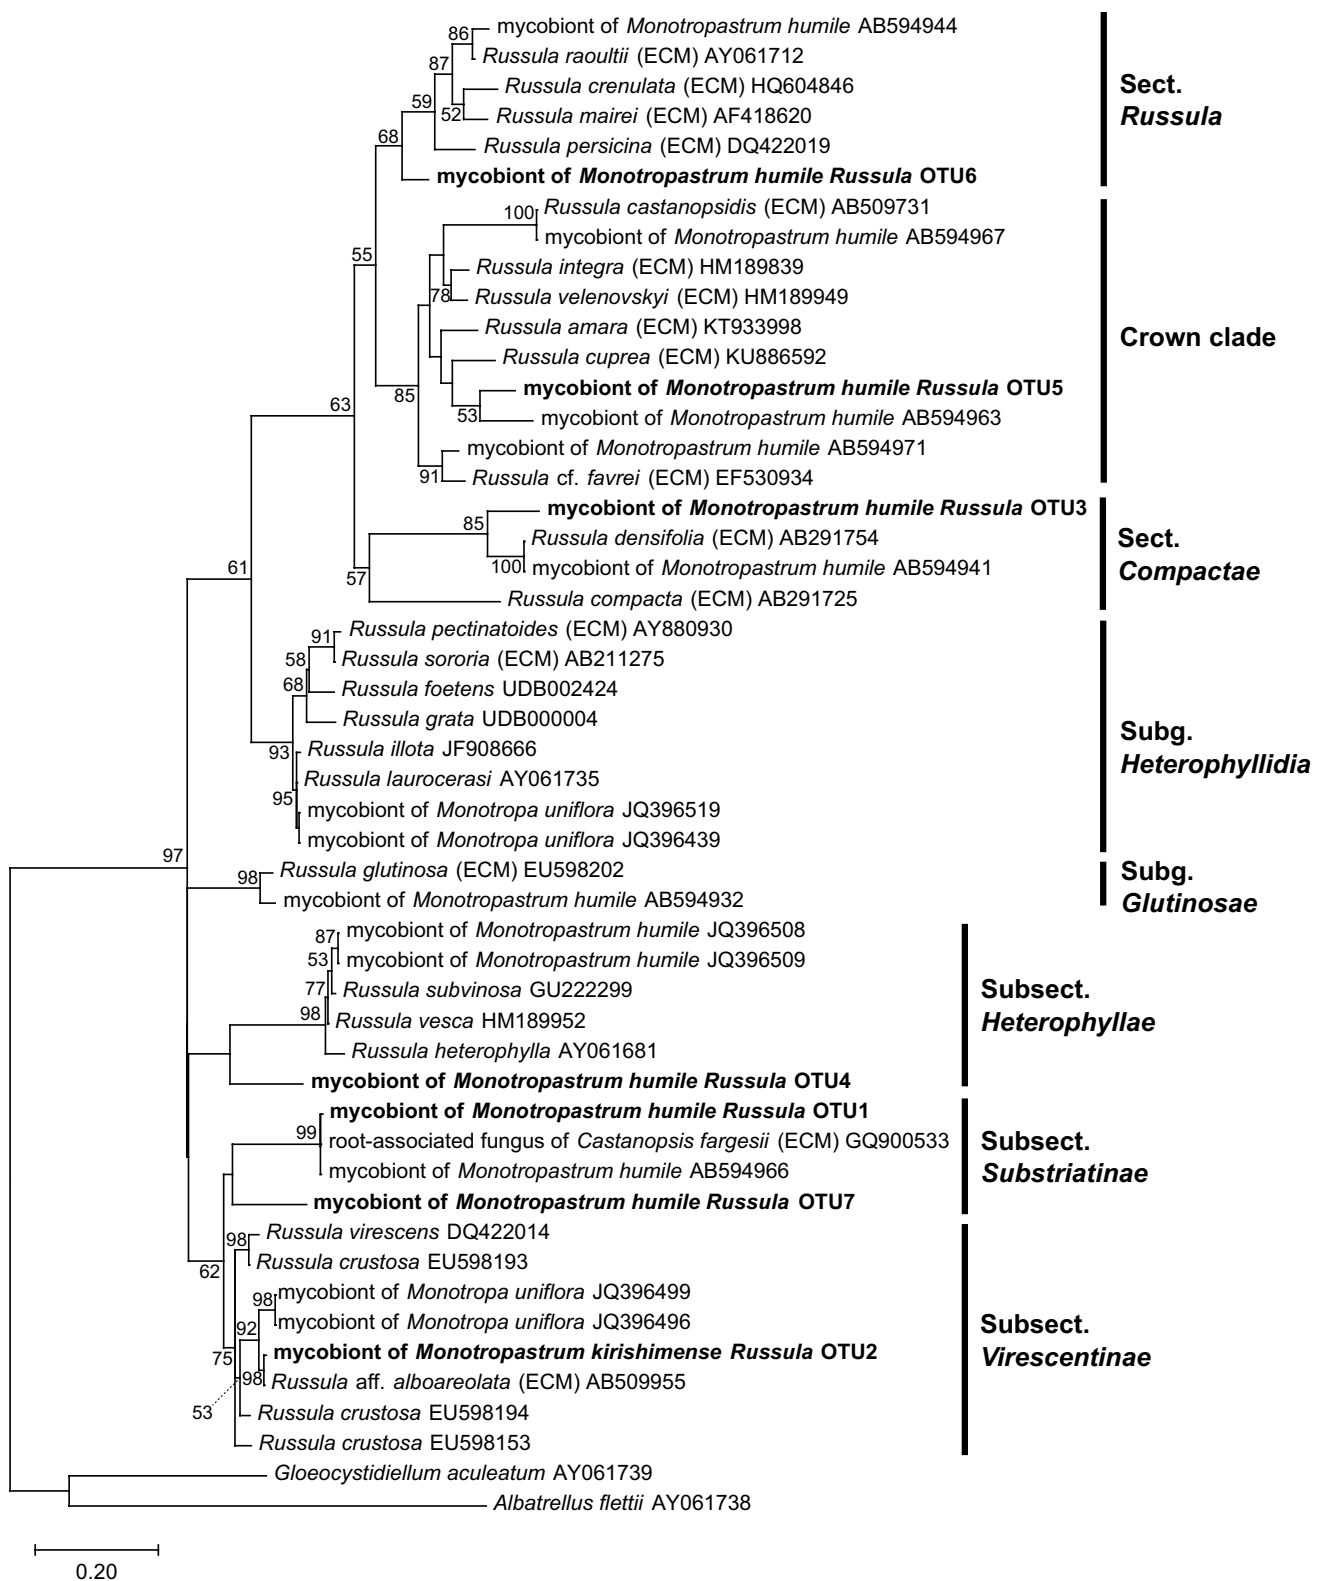 86
mycobiont of Monotropastrum humile AB594944
Russula raoultii (ECM) AY061712
87
Russula crenulata (ECM) HQ604846
59
52
Russula mairei (ECM) AF418620
68
Russula persicina (ECM) DQ422019
mycobiont of Monotropastrum humile Russula OTU6
Sect.
Russula
100
Russula castanopsidis (ECM) AB509731
mycobiont of Monotropastrum humile AB594967
55
Russula integra (ECM) HM189839
78
Russula velenovskyi (ECM) HM189949
Russula amara (ECM) KT933998
Crown clade
Russula cuprea (ECM) KU886592
85
mycobiont of Monotropastrum humile Russula OTU5
63
53
mycobiont of Monotropastrum humile AB594963
mycobiont of Monotropastrum humile AB594971
91
Russula cf. favrei (ECM) EF530934
mycobiont of Monotropastrum humile Russula OTU3
85
Russula densifolia (ECM) AB291754
100
mycobiont of Monotropastrum humile AB594941
61
57
Russula compacta (ECM) AB291725
Sect.
Compactae
91
Russula pectinatoides (ECM) AY880930
58
Russula sororia (ECM) AB211275
68
Russula foetens UDB002424
Russula grata UDB000004
93
Russula illota JF908666
Russula laurocerasi AY061735
95
mycobiont of Monotropa uniflora JQ396519
mycobiont of Monotropa uniflora JQ396439
Subg.
Heterophyllidia
97
98
Russula glutinosa (ECM) EU598202
mycobiont of Monotropastrum humile AB594932
Subg.
Glutinosae
87
mycobiont of Monotropastrum humile JQ396508
53
mycobiont of Monotropastrum humile JQ396509
77
Russula subvinosa GU222299
98
Russula vesca HM189952
Russula heterophylla AY061681
mycobiont of Monotropastrum humile Russula OTU4
Subsect.
Heterophyllae
mycobiont of Monotropastrum humile Russula OTU1
99
root-associated fungus of Castanopsis fargesii (ECM) GQ900533
mycobiont of Monotropastrum humile AB594966
mycobiont of Monotropastrum humile Russula OTU7
Subsect.
Substriatinae
98
Russula virescens DQ422014
62
Russula crustosa EU598193
98
mycobiont of Monotropa uniflora JQ396499
92
mycobiont of Monotropa uniflora JQ396496
75
mycobiont of Monotropastrum kirishimense Russula OTU2
98
Russula aff. alboareolata (ECM) AB509955
53
Russula crustosa EU598194
Russula crustosa EU598153
Subsect.
Virescentinae
Gloeocystidiellum aculeatum AY061739
Albatrellus flettii AY061738
0.20